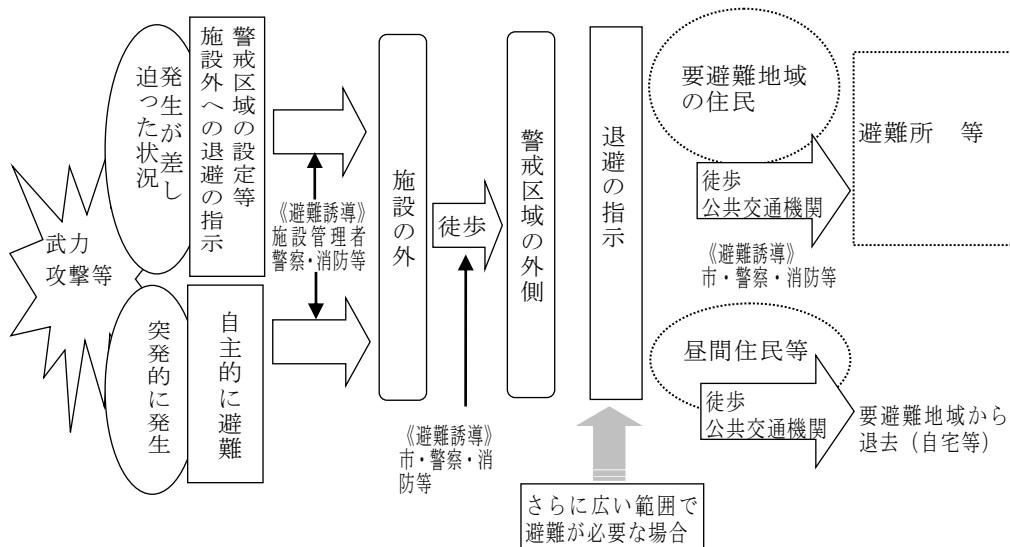 武力
攻撃等
発生が差し
迫った状況
警戒区域の設定等
施設外への退避の指示
突発的に発生
自主的に避難
《避難誘導》
施設管理者
警察・消防等
施設の外
徒歩
《避難誘導》
市・警察・消
防等
警戒区域の外側
退避の指示
さらに広い範囲で
避難が必要な場合
要避難地域
の住民
徒歩
公共交通機関
《避難誘導》
市・警察・消防等
避難所　等
昼間住民等
徒歩
公共交通機関
要避難地域から
退去（自宅等）